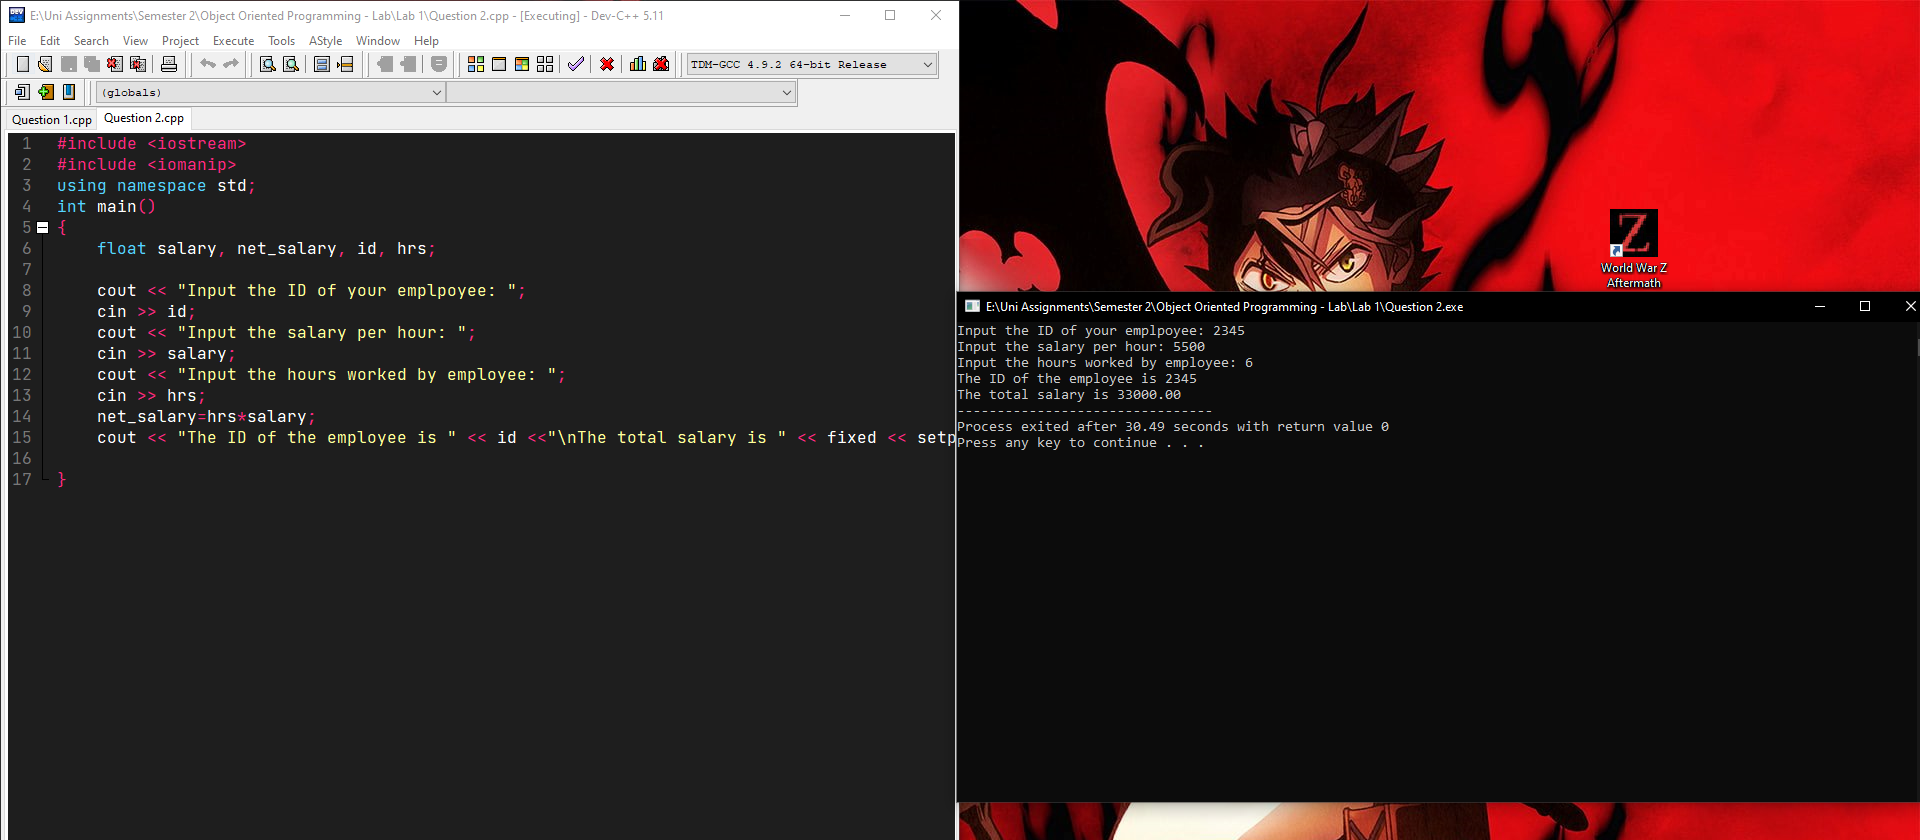 E:\Uni Assignments\Semester 2\Object Oriented Programming - Lab\Lab 1\Question 2.cpp - [Executing] - Dev-C++ 5.11
File Edit Search View Project Execute Tools AStyle Window Help
TDM-GCC 4.9.2 64-bit Release
(globals)
Question 1.cpp Question 2.cpp
1 #include <iostream>
2 #include <iomanip>
3 using namespace std;
4 int main()
5 {
6 float salary, net_salary, id, hrs;
7
8 cout << "Input the ID of your emplpoyee: ";
9 cin >> id;
10 cout << "Input the salary per hour: ";
11 cin >> salary;
12 cout << "Input the hours worked by employee: ";
13 cin >> hrs;
14 net_salary=hrs*salary;
15 cout << "The ID of the employee is " << id <<"\nThe total salary is " << fixed << setp
16
17 }
World War Z
Aftermath
E:\Uni Assignments\Semester 2\Object Oriented Programming - Lab\Lab 1\Question 2.exe
Input the ID of your emplpoyee: 2345
Input the salary per hour: 5500
Input the hours worked by employee: 6
The ID of the employee is 2345
The total salary is 33000.00
--------------------------------
Process exited after 30.49 seconds with return value 0
Press any key to continue . . .